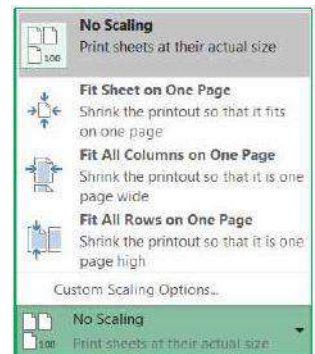 No Scaling
Print sheets at their actual size
100
Fit Sheet on One Page
Shrink the printout so that it fits
on one page
Fit All Columns on One Page
Shrink the printout so that it is one
page wide
Fit All Rows on One Page
Shrink the printout so that it is one
page high
Custom Scaling Options...
No Scaling
100
Print sheets at their actual size